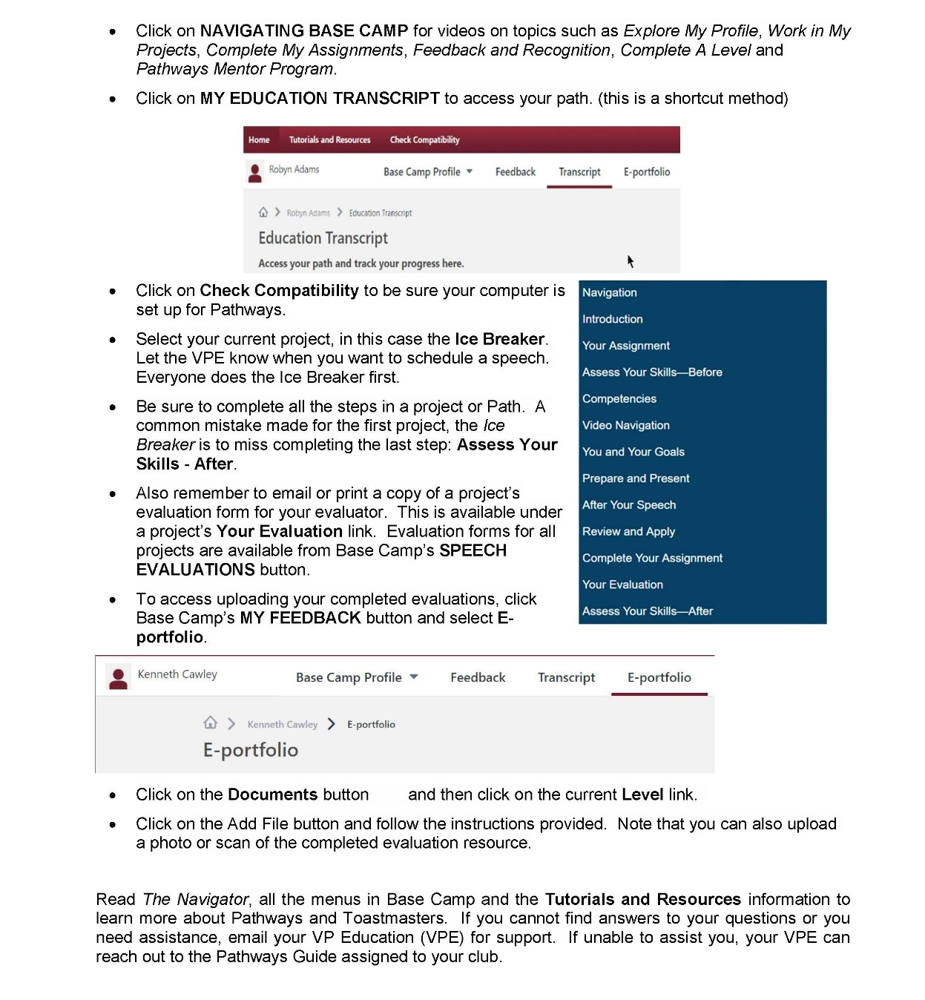 • Click on NAVIGATING BASE CAMP for videos on topics such as Explore My Profile, Work in My
Projects, Complete My Assignments, Feedback and Recognition, Complete A Level and
Pathways Mentor Program.
• Click on MY EDUCATION TRANSCRIPT to access your path. (this is a shortcut method)
Home Tutorials and Resources Check Compatibility
Robyn Adams Base Camp Profile Feedback Transcript E-portfolio
Robyn Adams Education Transcript
Education Transcript
Access your path and track your progress here.
• Click on Check Compatibility to be sure your computer is
set up for Pathways.
• Select your current project, in this case the Ice Breaker.
Let the VPE know when you want to schedule a speech.
Everyone does the Ice Breaker first.
• Be sure to complete all the steps in a project or Path. A
common mistake made for the first project, the Ice
Breaker is to miss completing the last step: Assess Your
Skills - After.
• Also remember to email or print a copy of a project's
evaluation form for your evaluator. This is available under
a project's Your Evaluation link. Evaluation forms for all
projects are available from Base Camp's SPEECH
EVALUATIONS button.
• To access uploading your completed evaluations, click
Base Camp's MY FEEDBACK button and select E-
portfolio.
Navigation
Introduction
Your Assignment
Assess Your Skills—Before
Competencies
Video Navigation
You and Your Goals
Prepare and Present
After Your Speech
Review and Apply
Complete Your Assignment
Your Evaluation
Assess Your Skills—After
Kenneth Cawley Base Camp Profile Feedback Transcript E-portfolio
Kenneth Cawley E-portfolio
E-portfolio
• Click on the Documents button and then click on the current Level link.
• Click on the Add File button and follow the instructions provided. Note that you can also upload
a photo or scan of the completed evaluation resource.
Read The Navigator, all the menus in Base Camp and the Tutorials and Resources information to
learn more about Pathways and Toastmasters. If you cannot find answers to your questions or you
need assistance, email your VP Education (VPE) for support. If unable to assist you, your VPE can
reach out to the Pathways Guide assigned to your club.